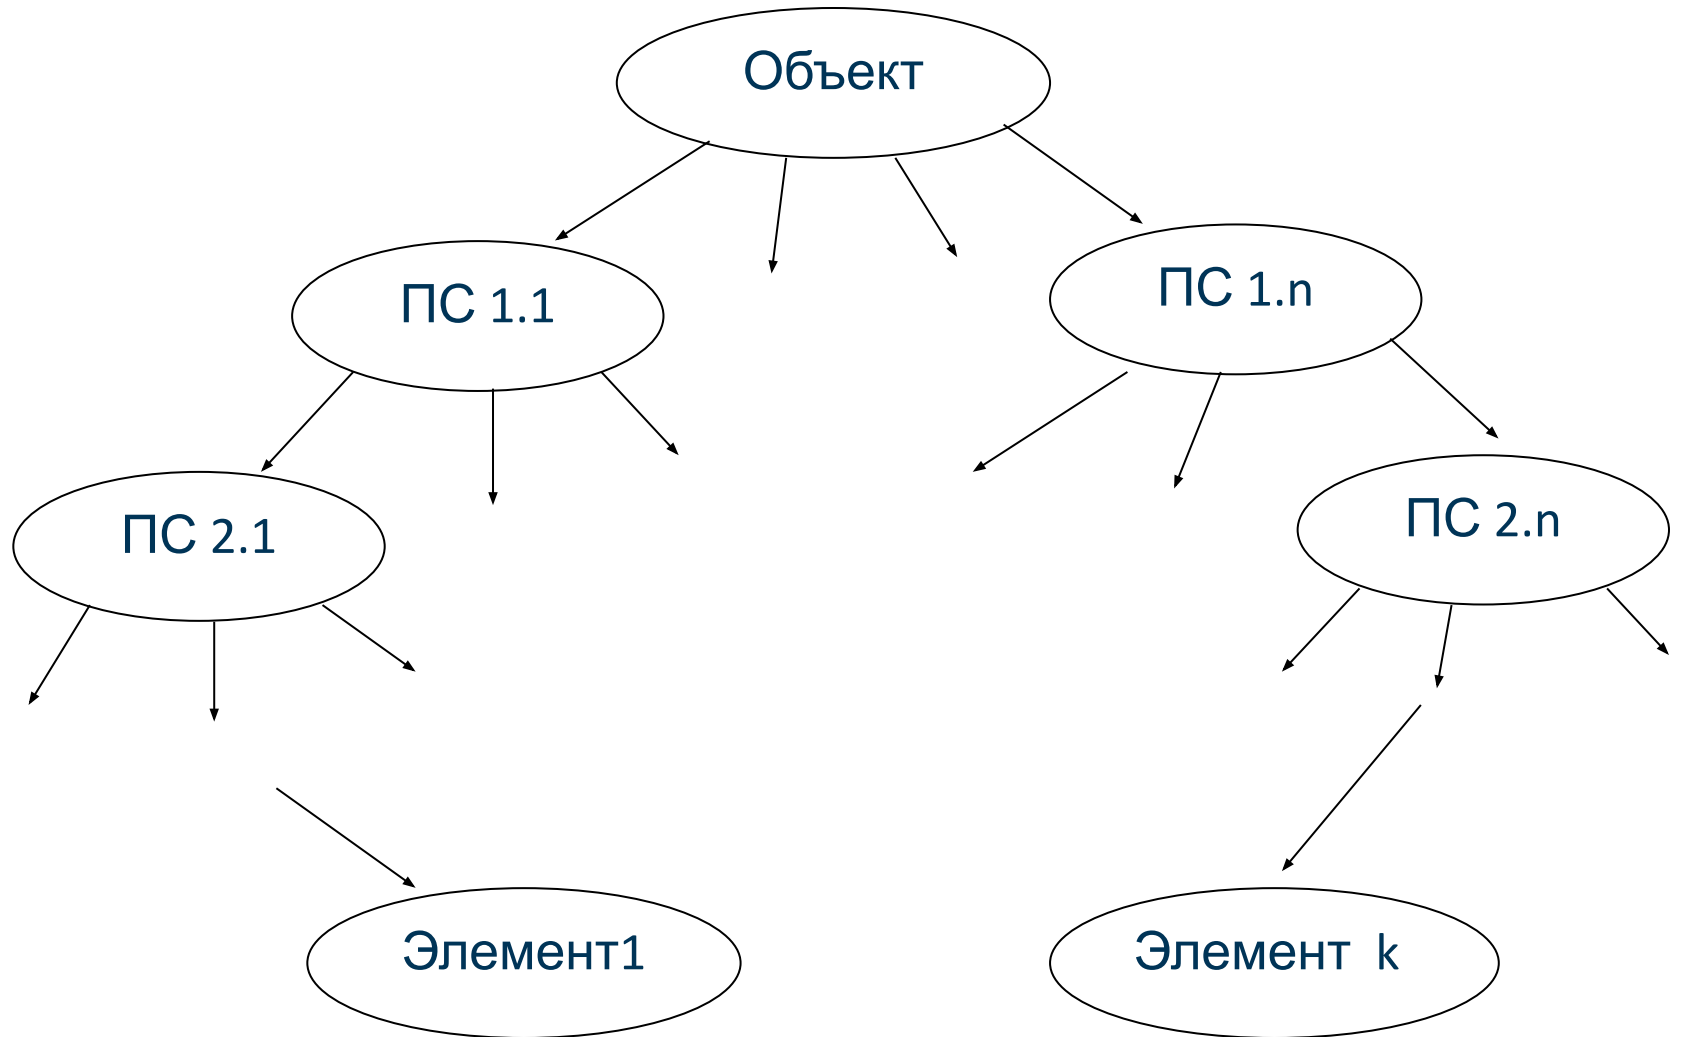 Объект
ПС 1.1
ПС 1.n
ПС 2.1
ПС 2.n
Элемент1
Элемент k